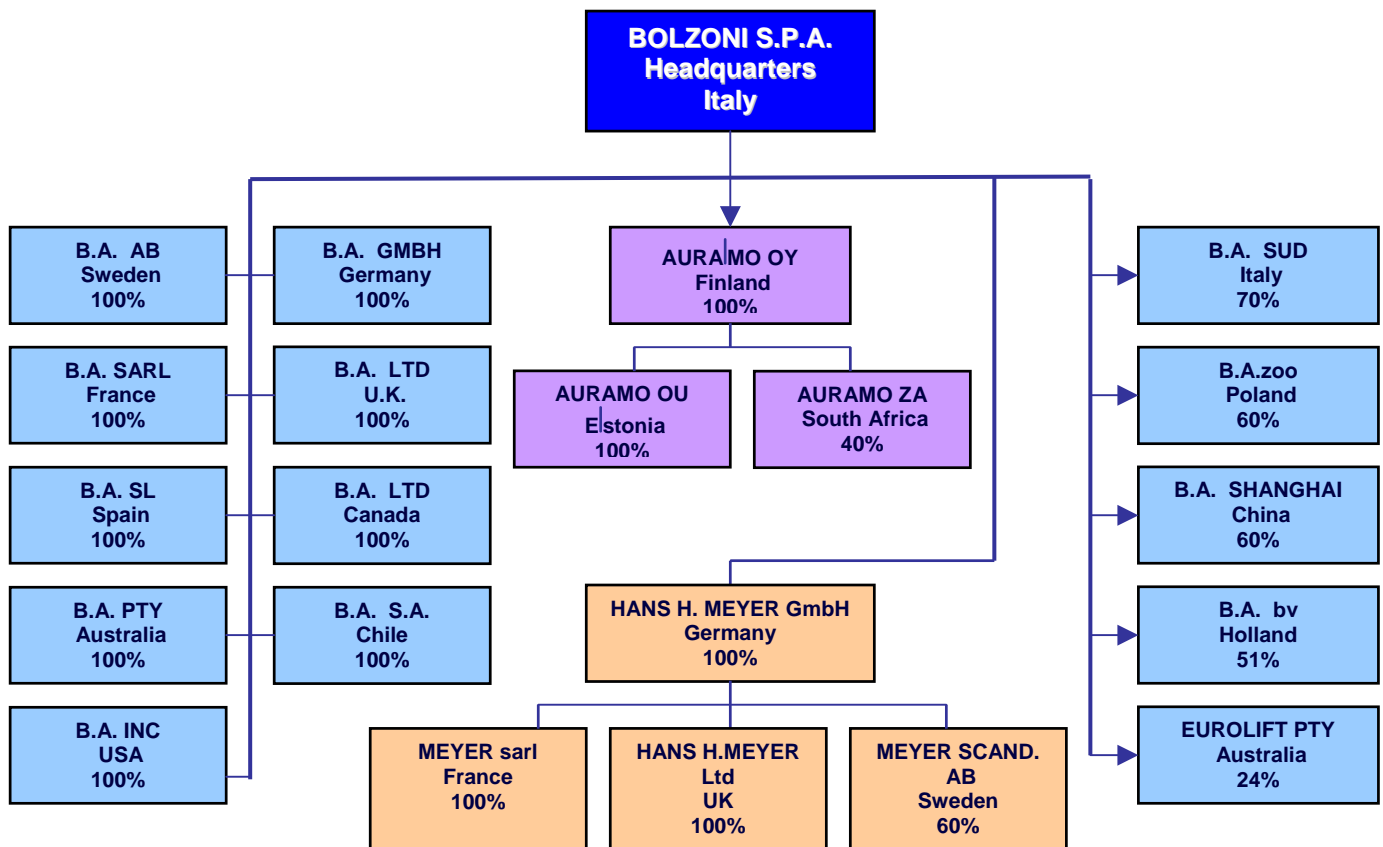 BOLZONI S.P.A.
Headquarters
Italy
B.A. AB
Sweden
100%
B.A. GMBH
Germany
100%
AURAMO OY
Finland
100%
B.A. SUD
Italy
70%
B.A. SARL
France
100%
B.A. LTD
U.K.
100%
AURAMO OU
Estonia
100%
AURAMO ZA
South Africa
40%
B.A.zoo
Poland
60%
B.A. SL
Spain
100%
B.A. LTD
Canada
100%
B.A. SHANGHAI
China
60%
B.A. PTY
Australia
100%
B.A. S.A.
Chile
100%
HANS H. MEYER GmbH
Germany
100%
B.A. bv
Holland
51%
B.A. INC
USA
100%
MEYER sarl
France
100%
HANS H.MEYER
Ltd
UK
100%
MEYER SCAND.
AB
Sweden
60%
EUROLIFT PTY
Australia
24%